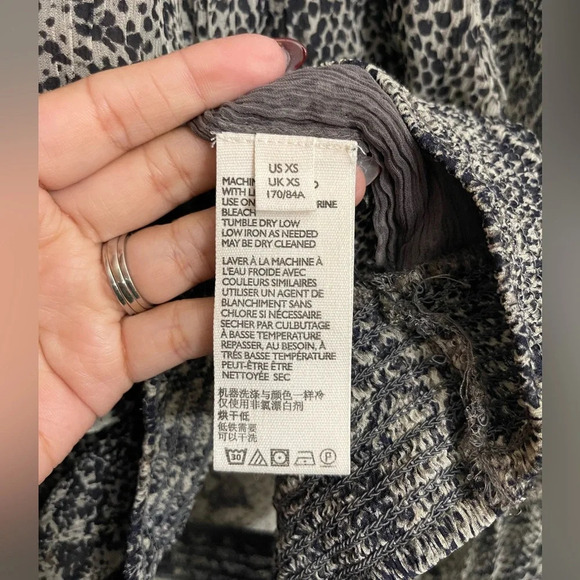 US XS
UK XS
170/84A
MACHIN
WITH L
USE ON RINE
BLEACH
TUMBLE DRY LOW
LOW IRON AS NEEDED
MAY BE DRY CLEANED
LAVER À LA MACHINE À
L'EAU FROIDE AVEC
COULEURS SIMILAIRES
UTILISER UN AGENT DE
BLANCHIMENT SANS
CHLORE SI NÉCESSAIRE
SECHER PAR CULBUTAGE
À BASSE TEMPÉRATURE
REPASSER, AU BESOIN, À
TRÈS BASSE TEMPÉRATURE
PEUT-ÊTRE ÊTRE
NETTOYÉE SEC
机器洗涤与颜色一样冷
仅使用非氯漂白剂
烘干低
低铁需要
可以干洗
30 P